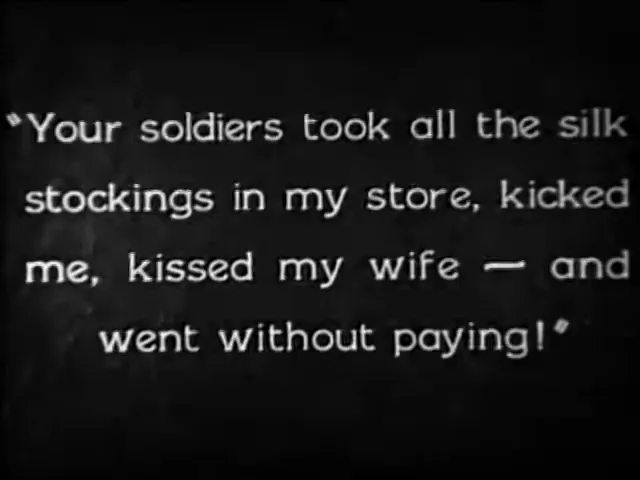 "Your soldiers took all the silk
stockings in my store, kicked
me, kissed my wife — and
went without paying!"